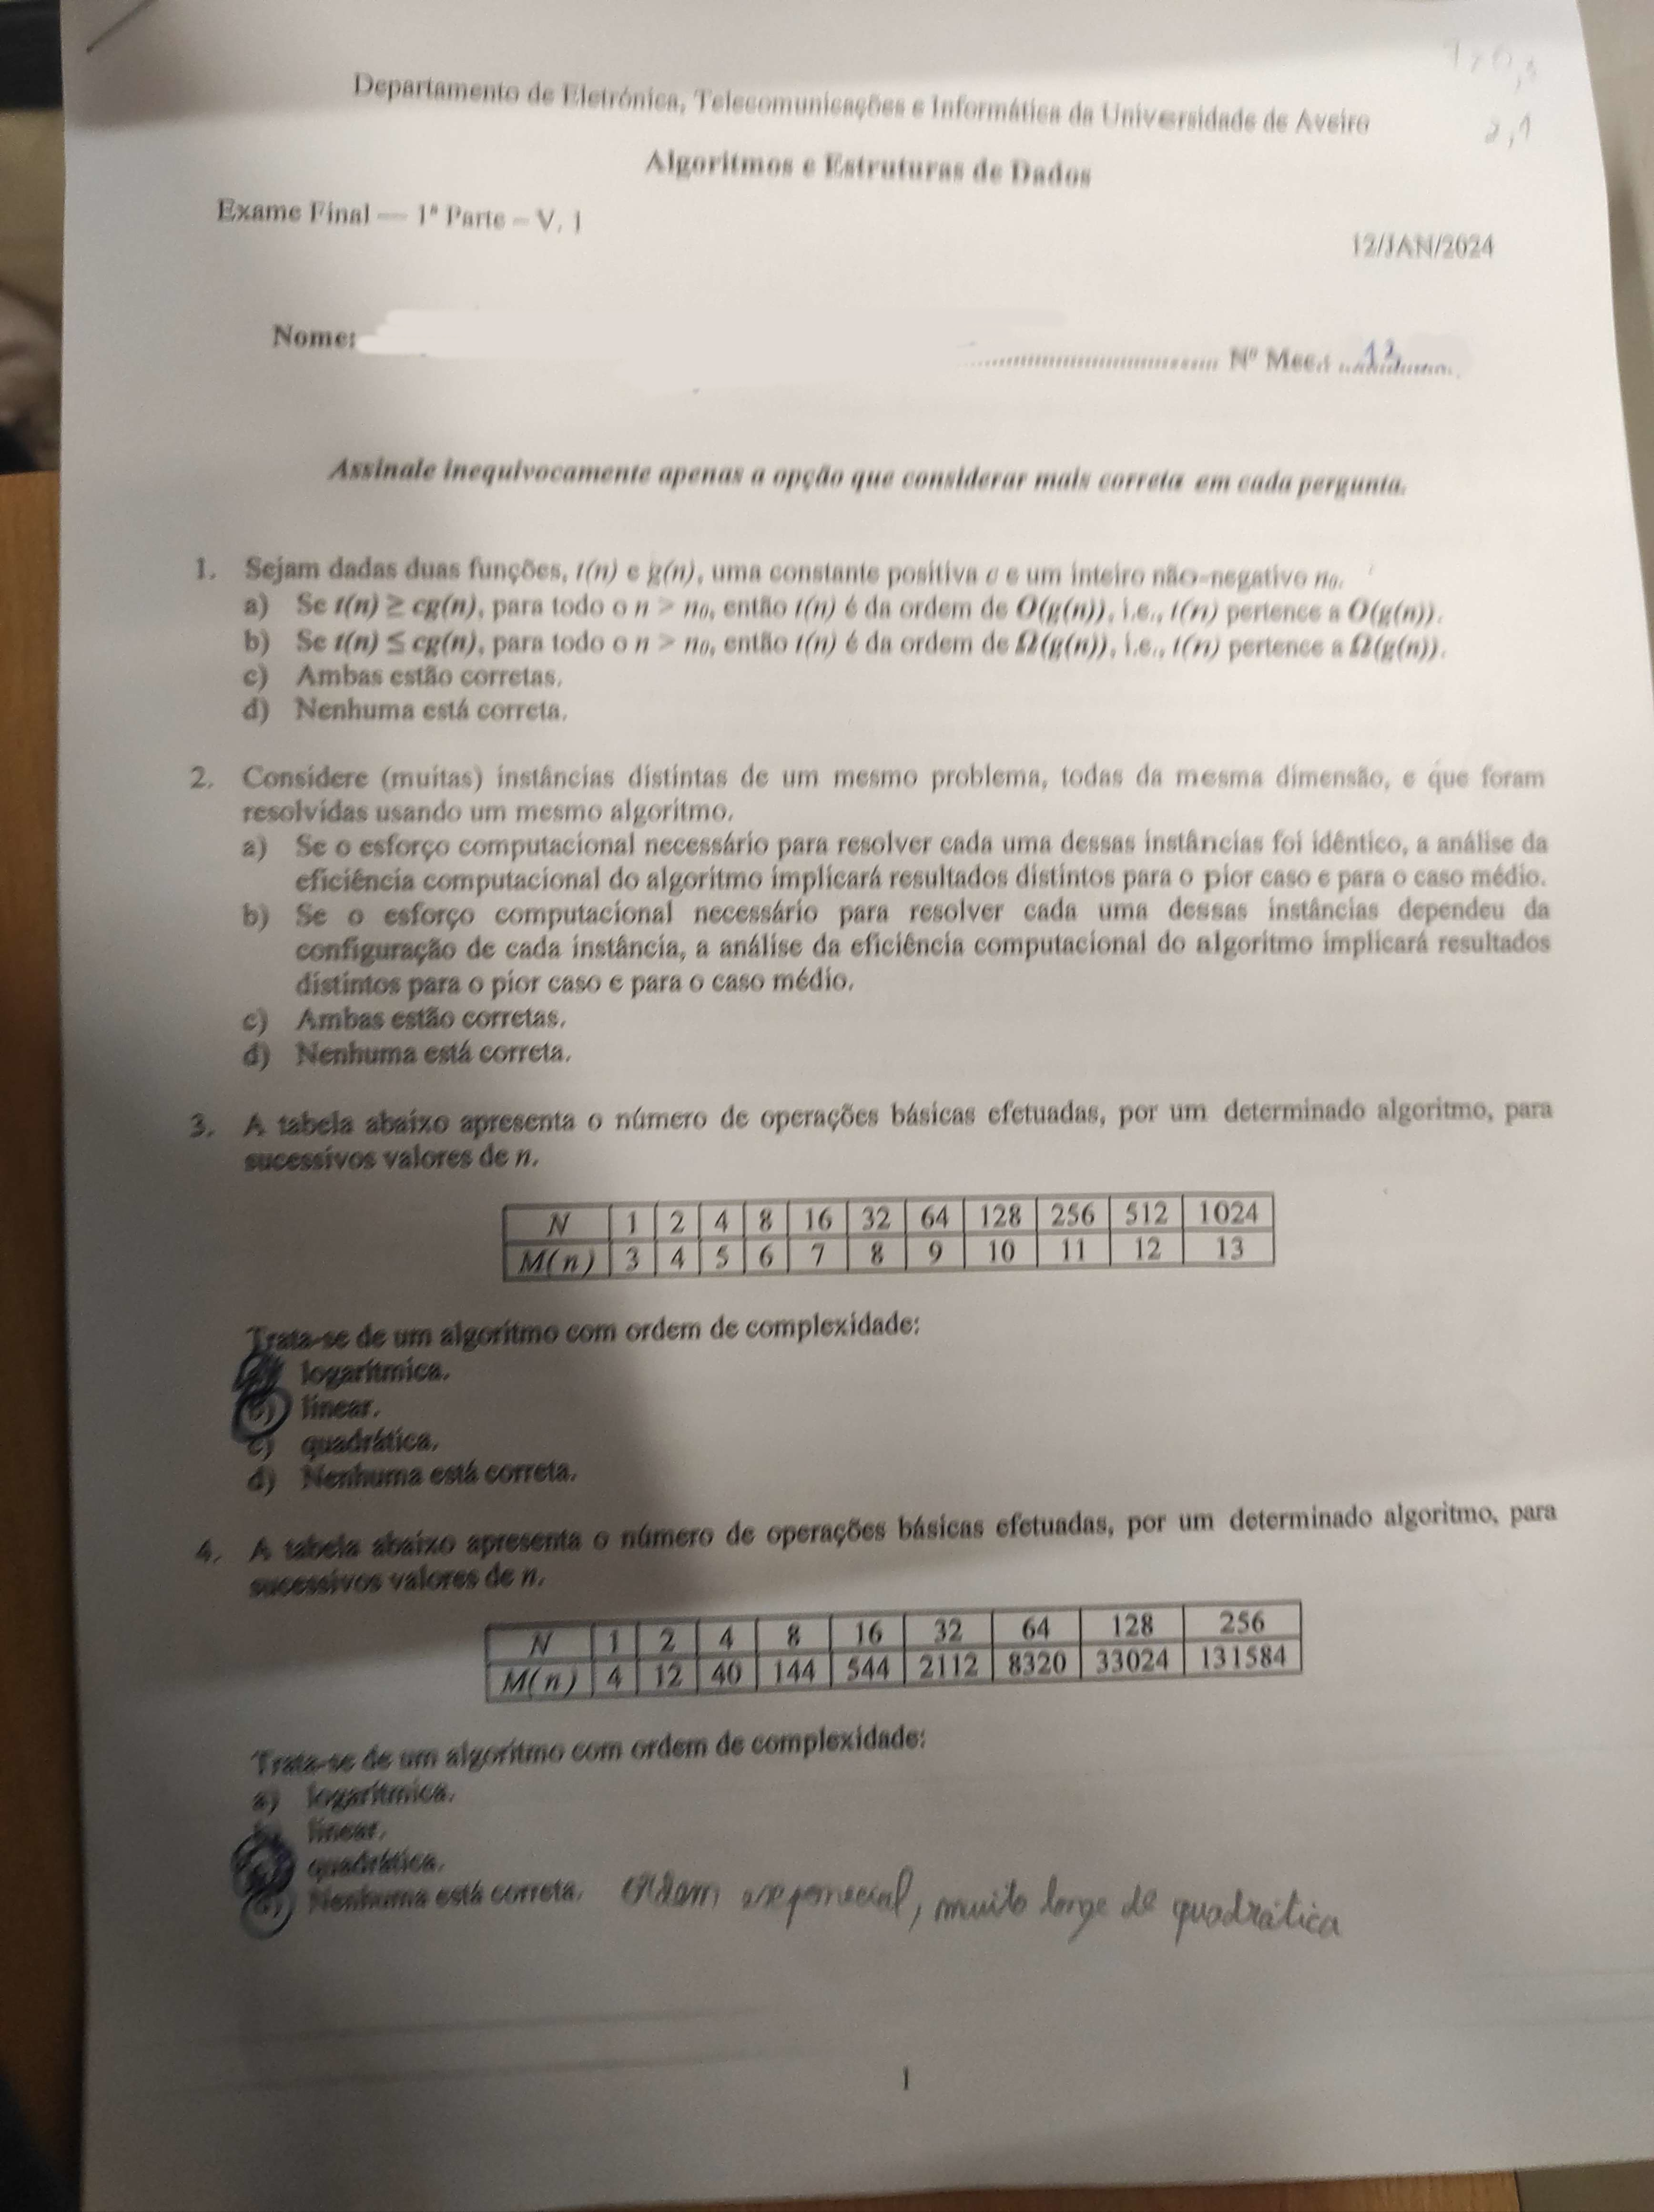 Departamento de Eletrónica, Telecomunicações e Informática da Universidade de Aveiro
2,1
Algoritmos e Estruturas de Dados
Exame Final — 1ª Parte – V. 1
12/JAN/2024
Nome:
Nº Mec.: 13
Assinale inequivocamente apenas a opção que considerar mais correta em cada pergunta.
1. Sejam dadas duas funções, t(n) e g(n), uma constante positiva c e um inteiro não-negativo n₀.
a) Se t(n) ≥ cg(n), para todo o n > n₀, então t(n) é da ordem de O(g(n)), i.e., t(n) pertence a O(g(n)).
b) Se t(n) ≤ cg(n), para todo o n > n₀, então t(n) é da ordem de Ω(g(n)), i.e., t(n) pertence a Ω(g(n)).
c) Ambas estão corretas.
d) Nenhuma está correta.
2. Considere (muitas) instâncias distintas de um mesmo problema, todas da mesma dimensão, e que foram
resolvidas usando um mesmo algoritmo.
a) Se o esforço computacional necessário para resolver cada uma dessas instâncias foi idêntico, a análise da
eficiência computacional do algoritmo implicará resultados distintos para o pior caso e para o caso médio.
b) Se o esforço computacional necessário para resolver cada uma dessas instâncias dependeu da
configuração de cada instância, a análise da eficiência computacional do algoritmo implicará resultados
distintos para o pior caso e para o caso médio.
c) Ambas estão corretas.
d) Nenhuma está correta.
3. A tabela abaixo apresenta o número de operações básicas efetuadas, por um determinado algoritmo, para
sucessivos valores de n.
N 1 2 4 8 16 32 64 128 256 512 1024
M(n) 3 4 5 6 7 8 9 10 11 12 13
Trata-se de um algoritmo com ordem de complexidade:
logarítmica.
b) linear.
c) quadrática.
d) Nenhuma está correta.
4. A tabela abaixo apresenta o número de operações básicas efetuadas, por um determinado algoritmo, para
sucessivos valores de n.
N 1 2 4 8 16 32 64 128 256
M(n) 4 12 40 144 544 2112 8320 33024 131584
Trata-se de um algoritmo com ordem de complexidade:
a) logarítmica.
linear.
quadrática.
d) Nenhuma está correta. ordem exponecial, muito longe de quadrática
1